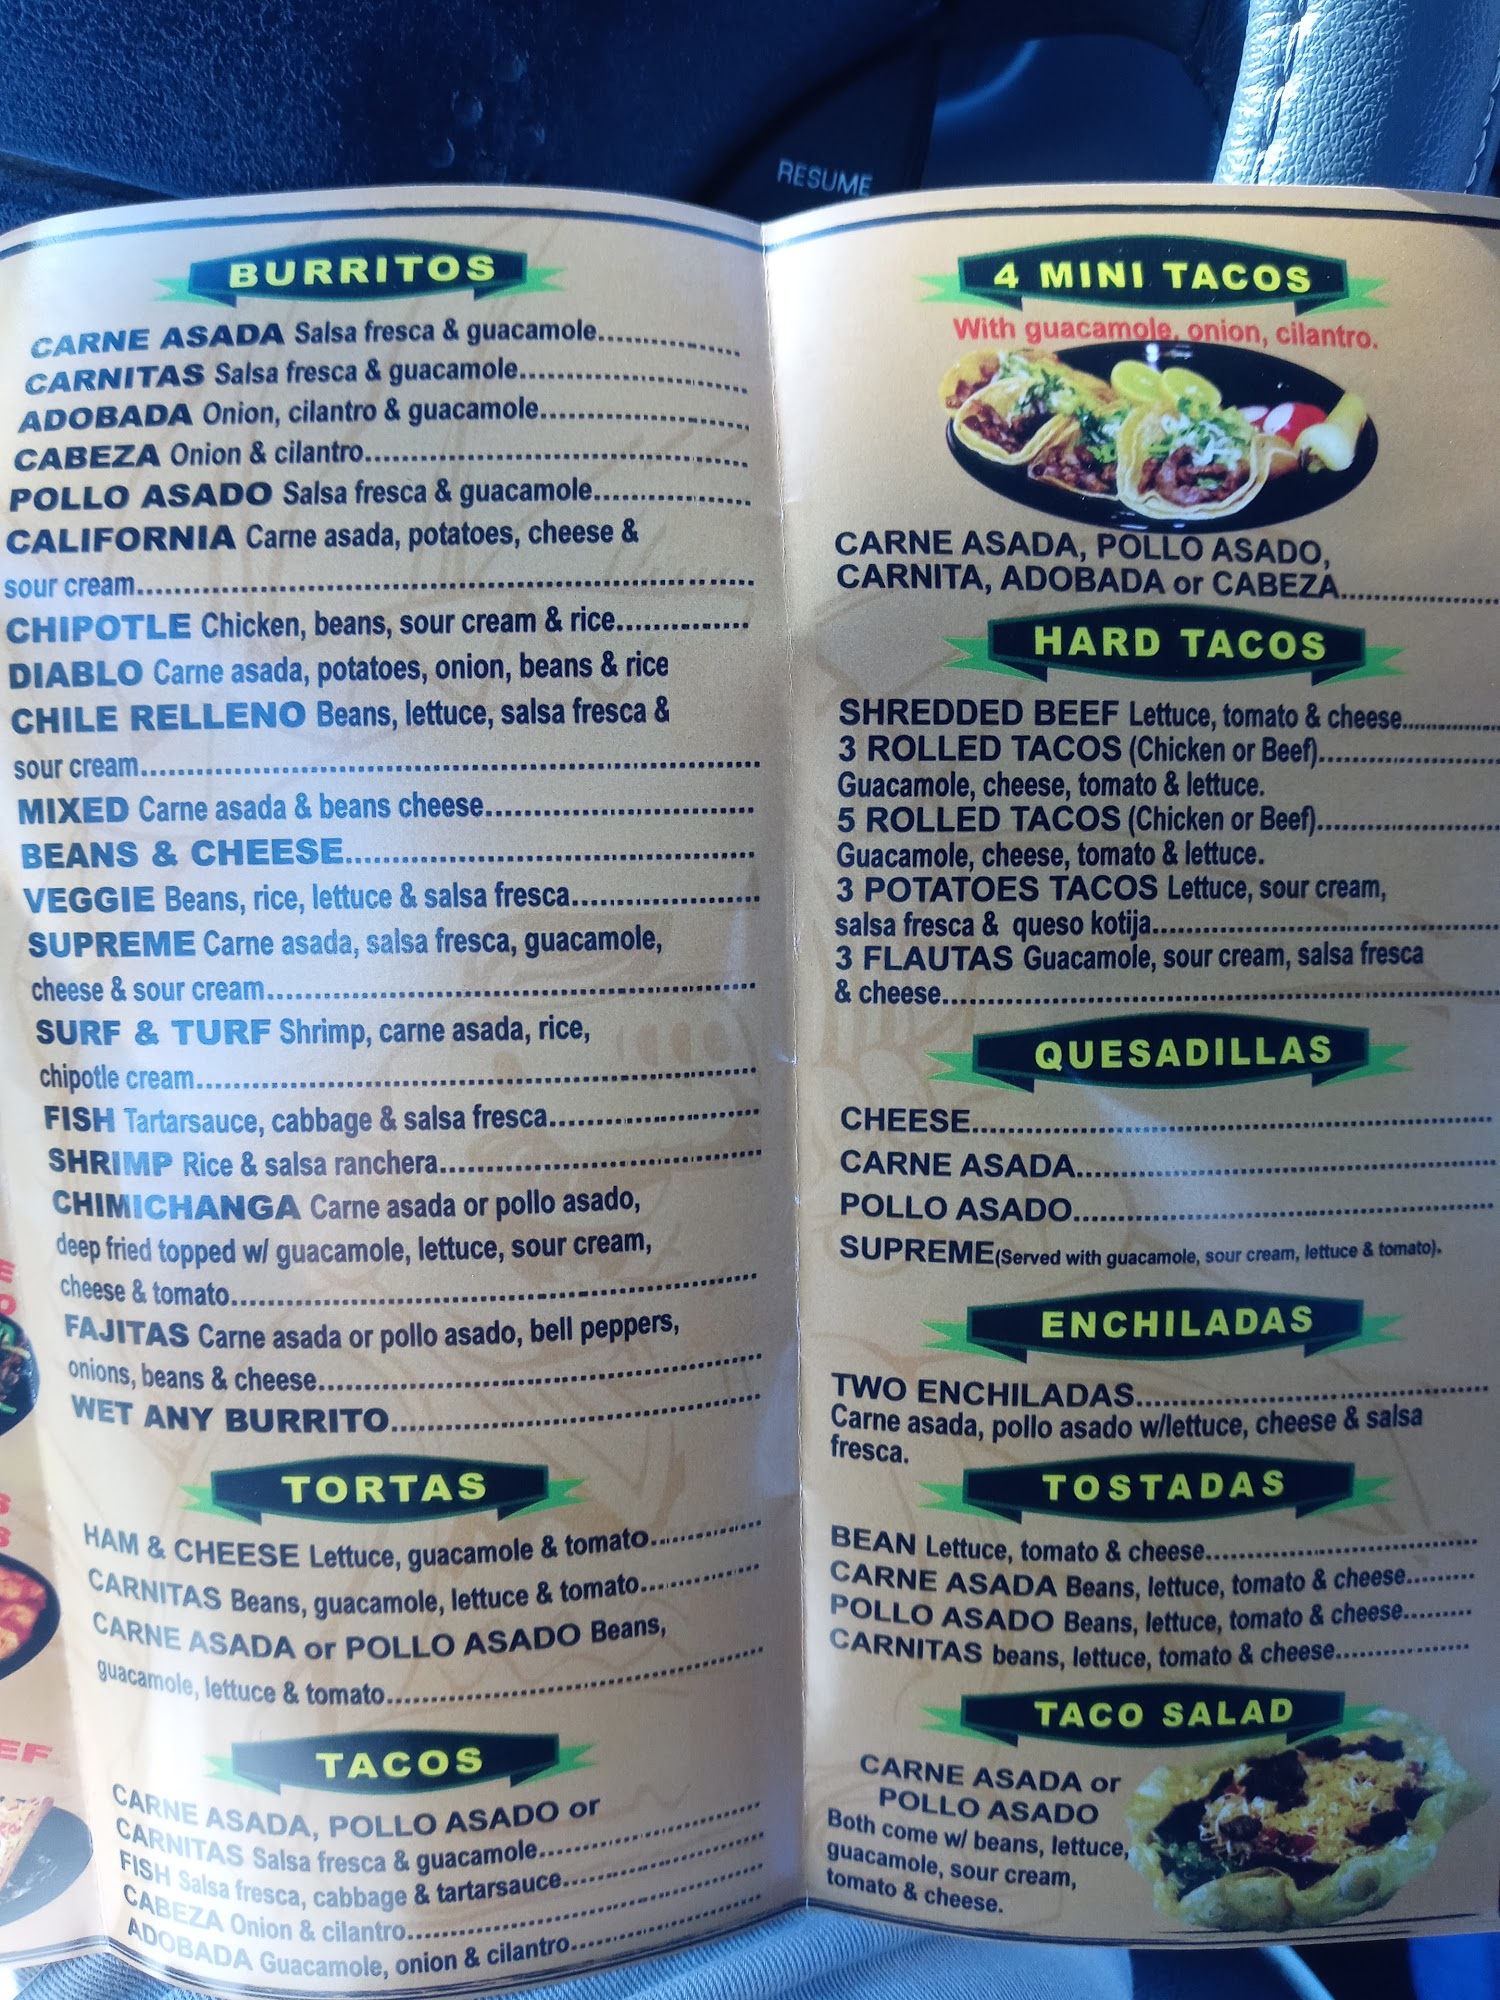 RESUME
BURRITOS
CARNE ASADA Salsa fresca & guacamole
CARNITAS Salsa fresca & guacamole
ADOBADA Onion, cilantro & guacamole
CABEZA Onion & cilantro
POLLO ASADO Salsa fresca & guacamole
CALIFORNIA Carne asada, potatoes, cheese &
sour cream
CHIPOTLE Chicken, beans, sour cream & rice
DIABLO Carne asada, potatoes, onion, beans & rice
CHILE RELLENO Beans, lettuce, salsa fresca &
sour cream
MIXED Carne asada & beans cheese
BEANS & CHEESE
VEGGIE Beans, rice, lettuce & salsa fresca
SUPREME Carne asada, salsa fresca, guacamole,
cheese & sour cream
SURF & TURF Shrimp, carne asada, rice,
chipotle cream
FISH Tartarsauce, cabbage & salsa fresca
SHRIMP Rice & salsa ranchera
CHIMICHANGA Carne asada or pollo asado,
deep fried topped w/ guacamole, lettuce, sour cream,
cheese & tomato
FAJITAS Carne asada or pollo asado, bell peppers,
onions, beans & cheese
WET ANY BURRITO
TORTAS
HAM & CHEESE Lettuce, guacamole & tomato
CARNITAS Beans, guacamole, lettuce & tomato
CARNE ASADA or POLLO ASADO Beans,
guacamole, lettuce & tomato
TACOS
CARNE ASADA, POLLO ASADO or
CARNITAS Salsa fresca & guacamole
FISH Salsa fresca, cabbage & tartarsauce
CABEZA Onion & cilantro
ADOBADA Guacamole, onion & cilantro
4 MINI TACOS
With guacamole, onion, cilantro.
CARNE ASADA, POLLO ASADO,
CARNITA, ADOBADA or CABEZA
HARD TACOS
SHREDDED BEEF Lettuce, tomato & cheese
3 ROLLED TACOS (Chicken or Beef)
Guacamole, cheese, tomato & lettuce.
5 ROLLED TACOS (Chicken or Beef)
Guacamole, cheese, tomato & lettuce.
3 POTATOES TACOS Lettuce, sour cream,
salsa fresca & queso kotija
3 FLAUTAS Guacamole, sour cream, salsa fresca
& cheese
QUESADILLAS
CHEESE
CARNE ASADA
POLLO ASADO
SUPREME(Served with guacamole, sour cream, lettuce & tomato).
ENCHILADAS
TWO ENCHILADAS
Carne asada, pollo asado w/lettuce, cheese & salsa
fresca.
TOSTADAS
BEAN Lettuce, tomato & cheese
CARNE ASADA Beans, lettuce, tomato & cheese
POLLO ASADO Beans, lettuce, tomato & cheese
CARNITAS beans, lettuce, tomato & cheese
TACO SALAD
CARNE ASADA or
POLLO ASADO
Both come w/ beans, lettuce,
guacamole, sour cream,
tomato & cheese.